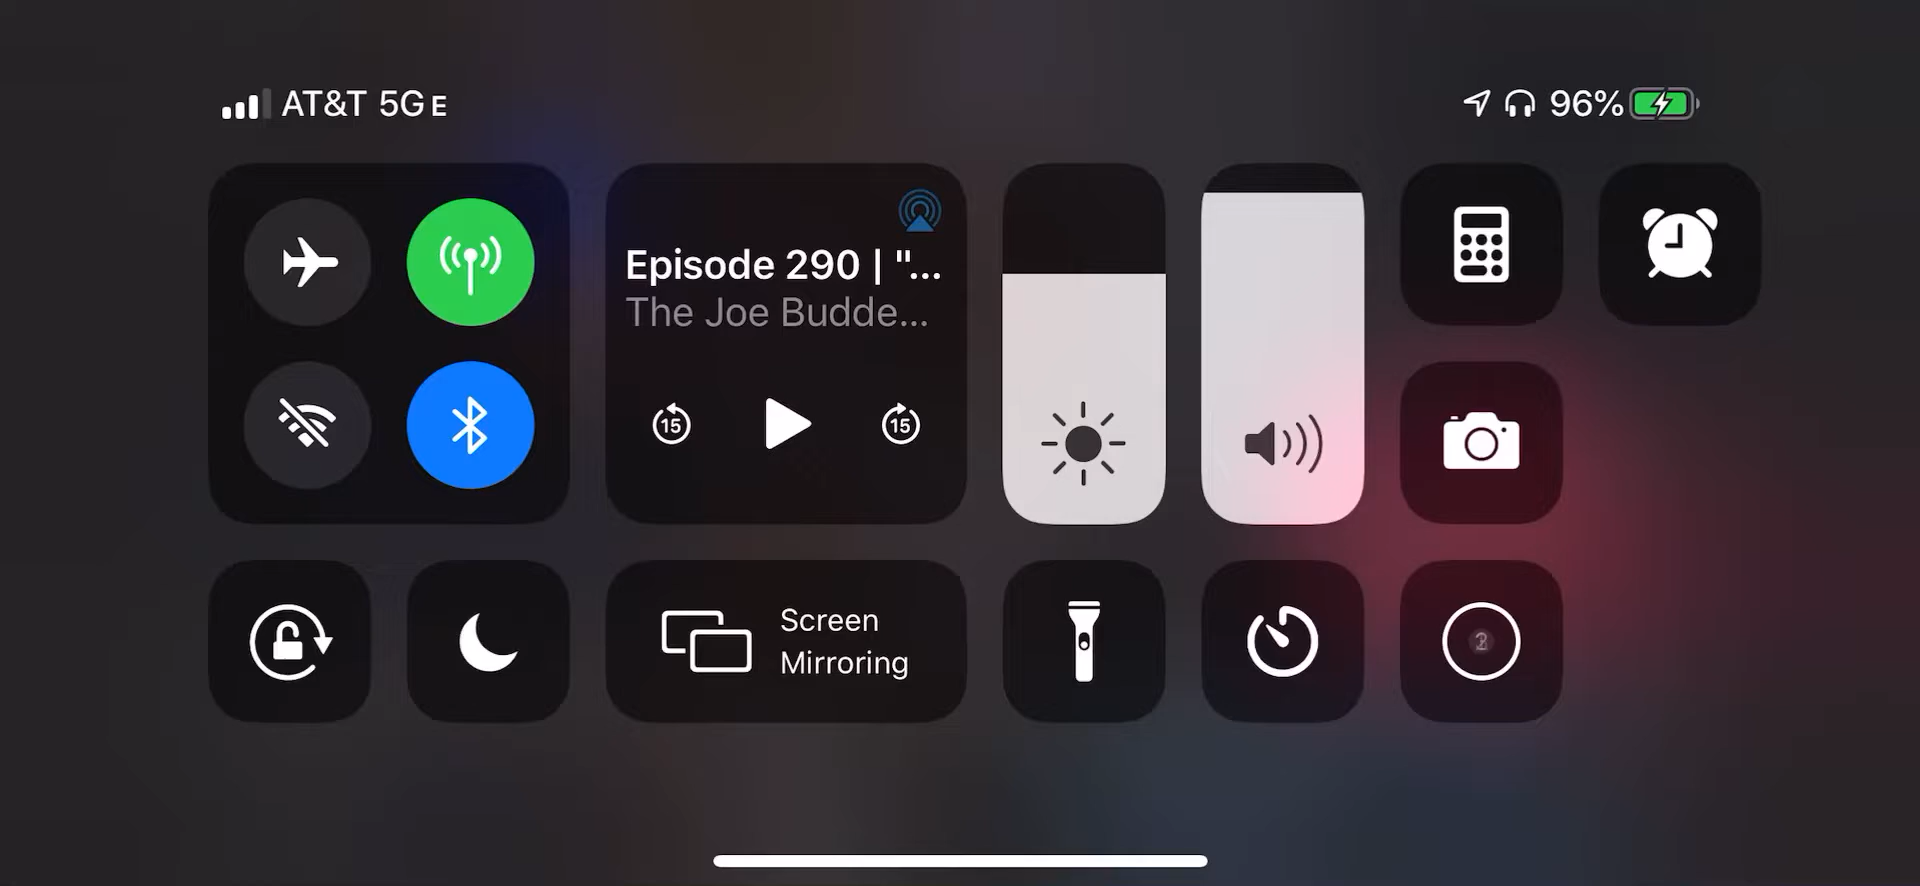 AT&T 5G E
96%
Episode 290 | "...
The Joe Budde...
15
15
Screen
Mirroring